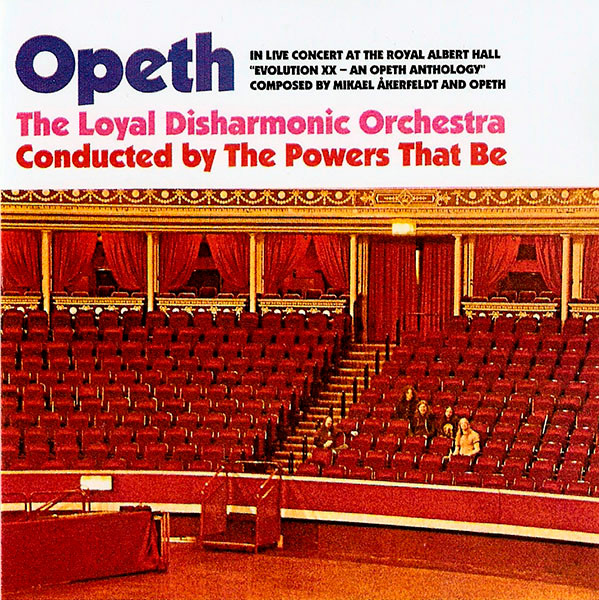 Opeth
IN LIVE CONCERT AT THE ROYAL ALBERT HALL
"EVOLUTION XX – AN OPETH ANTHOLOGY"
COMPOSED BY MIKAEL ÅKERFELDT AND OPETH
The Loyal Disharmonic Orchestra
Conducted by The Powers That Be